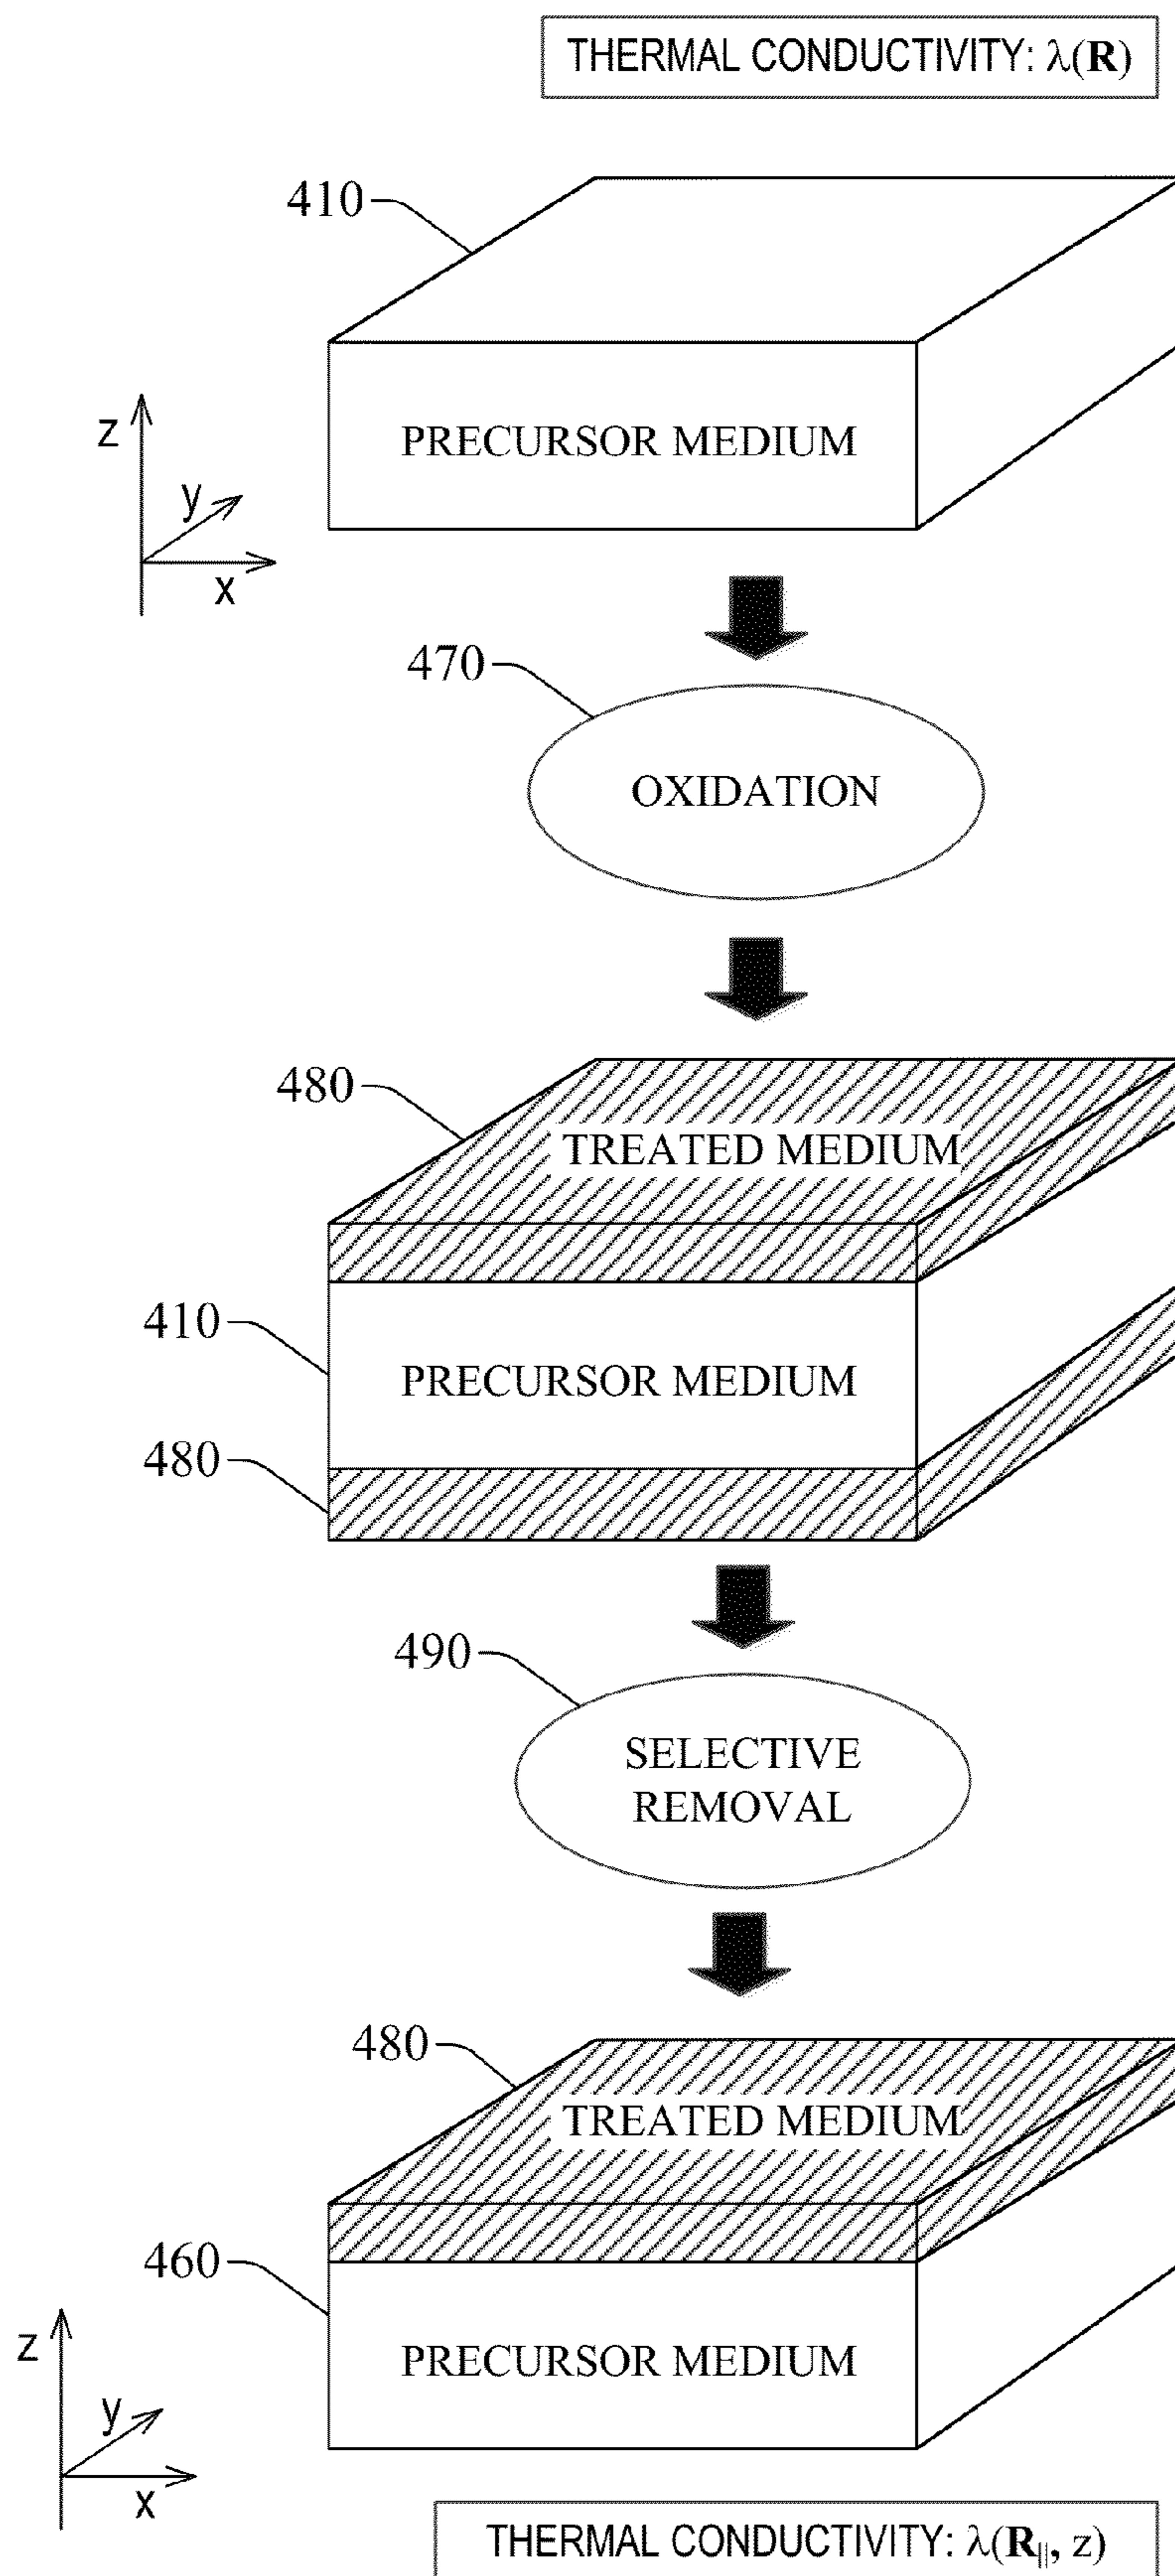 THERMAL CONDUCTIVITY: λ(R)
410
PRECURSOR MEDIUM
z
y
x
470
OXIDATION
480
TREATED MEDIUM
410
PRECURSOR MEDIUM
480
490
SELECTIVE
REMOVAL
480
TREATED MEDIUM
460
PRECURSOR MEDIUM
z
y
x
THERMAL CONDUCTIVITY: λ(R||, z)